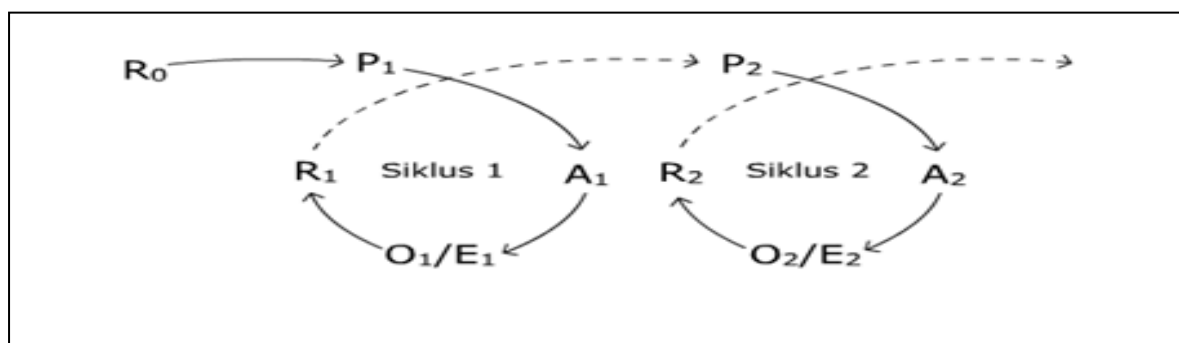 R₀ P₁ P₂
R₁ Siklus 1 A₁ R₂ Siklus 2 A₂
O₁/E₁ O₂/E₂